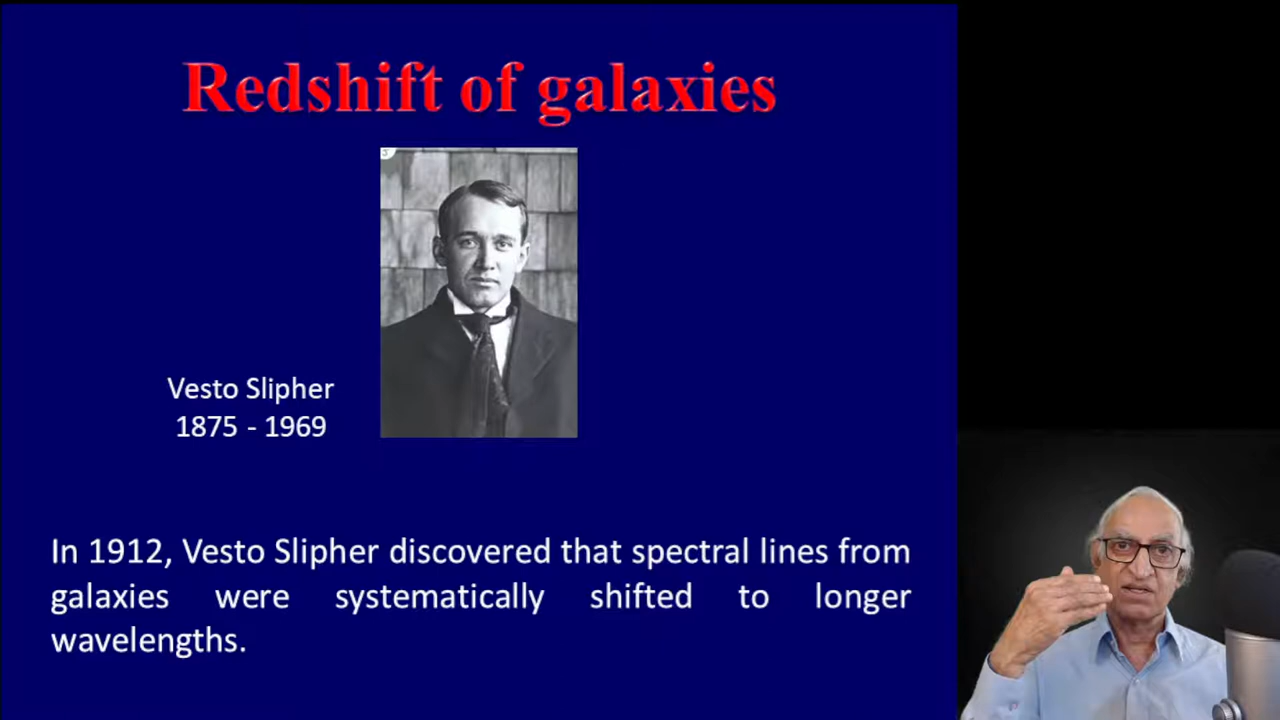 Redshift of galaxies
Vesto Slipher
1875 - 1969
In 1912, Vesto Slipher discovered that spectral lines from
galaxies were systematically shifted to longer
wavelengths.